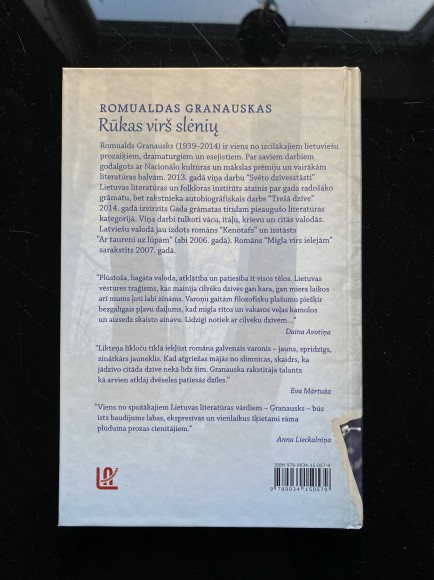 ROMUALDAS GRANAUSKAS
Rūkas virš slėnių
Romualds Granausks (1939–2014) ir viens no izcilākajiem lietuviešu
prozaiķiem, dramaturgiem un esejistiem. Par saviem darbiem
godalgots ar Nacionālo kultūras un mākslas prēmiju un vairākām
literatūras balvām. 2013. gadā viņa darbu "Svēto dzīvesstāsti"
Lietuvas literatūras un folkloras institūts atzinis par gada radošāko
grāmatu, bet rakstnieka autobiogrāfiskais darbs "Trešā dzīve"
2014. gadā izvirzīts Gada grāmatas titulam pieaugušo literatūras
kategorijā. Viņa darbi tulkoti vācu, itāļu, krievu un citās valodās.
Latviešu valodā jau izdots romāns "Kenotafs" un īsstāsts
"Ar taureni uz lūpām" (abi 2006. gadā). Romāns "Migla virs ielejām"
sarakstīts 2007. gadā.
"Plūstoša, bagāta valoda, atklātība un patiesība it visos tēlos. Lietuvas
vēstures traģisms, kas mainīja cilvēku dzīves gan kara, gan miera laikos
arī mums ļoti labi zināms. Varoņu gaitām filozofisku plašumu piešķir
bezgalīgais pļavu daiļums, kad migla rītos un vakaros veļas kamolos
un aizsedz skaisto ainavu. Līdzīgi notiek ar cilvēku dzīvēm..."
Daina Avotiņa
"Likteņa līkloču tīklā iekļūst romāna galvenais varonis – jauns, spridzīgs,
zinātkārs jauneklis. Kad atgriežas mājās no slimnīcas, skaidrs, ka
jādzīvo citāda dzīve nekā līdz šim. Granauska rakstītāja talants
kā arvien atklāj dvēseles patiesās dzīles."
Eva Mārtuža
"Viens no spožākajiem Lietuvas literatūras vārdiem – Granausks – būs
īsts baudījums labas, ekspresīvas un vienlaikus šķietami rāma
plūduma prozas cienītājiem."
Anna Lieckalniņa
ISBN 978-9934-15-057-9
9 789934 150579